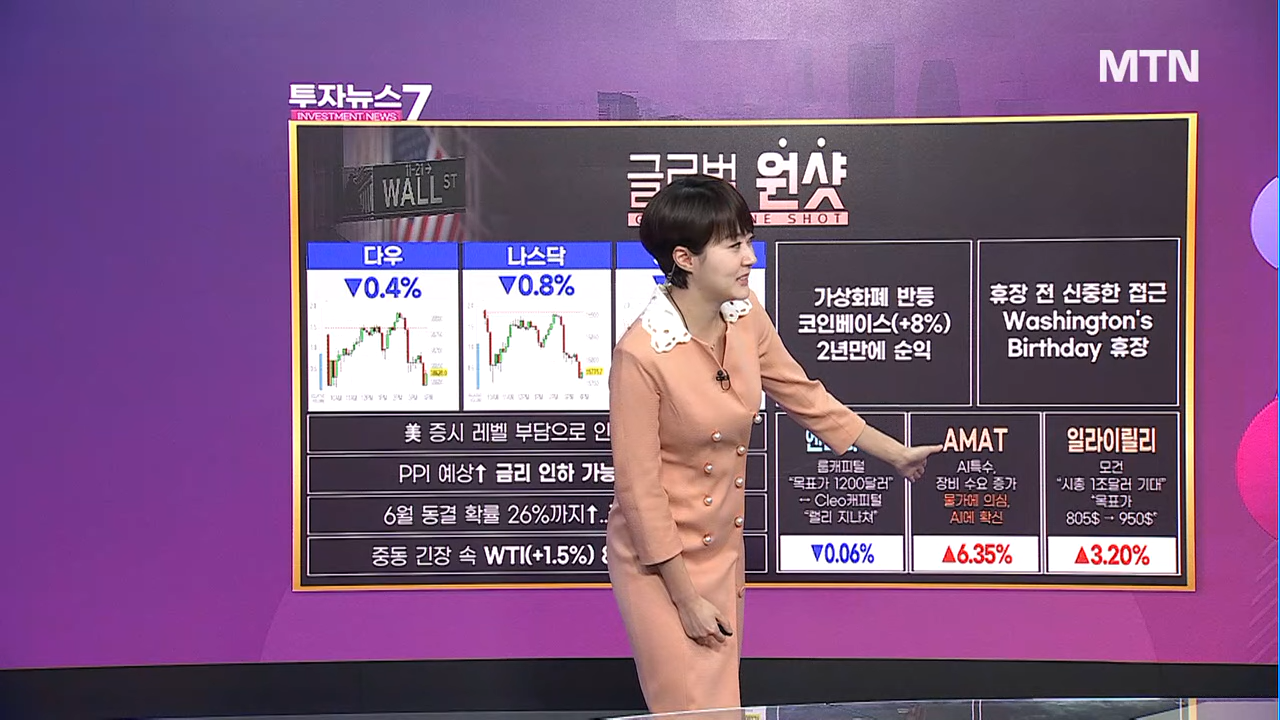 MTN
투자뉴스7
INVESTMENT NEWS
11-21→
WALL ST
글로벌 원샷
NE SHOT
다우
▼0.4%
나스닥
▼0.8%
美 증시 레벨 부담으로 인
PPI 예상↑ 금리 인하 가능
6월 동결 확률 26%까지↑..
중동 긴장 속 WTI(+1.5%)
가상화폐 반등
코인베이스(+8%)
2년만에 순익
휴장 전 신중한 접근
Washington's
Birthday 휴장
룹캐피털
"목표가 1200달러"
↔ Cleo캐피털
"랠리 지나쳐"
▼0.06%
AMAT
AI특수,
장비 수요 증가
물가에 의심,
AI에 확신
▲6.35%
일라이릴리
모건
"시총 1조달러 기대"
"목표가
805$ → 950$"
▲3.20%